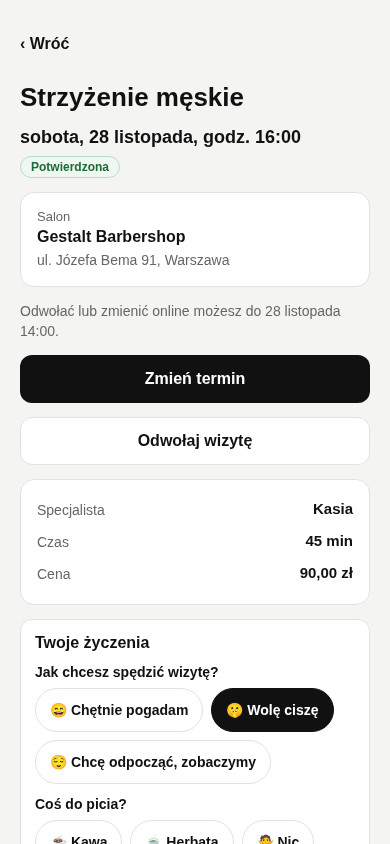 ‹ Wróć
Strzyżenie męskie
sobota, 28 listopada, godz. 16:00
Potwierdzona
Salon
Gestalt Barbershop
ul. Józefa Bema 91, Warszawa
Odwołać lub zmienić online możesz do 28 listopada
14:00.
Zmień termin
Odwołaj wizytę
Specjalista Kasia
Czas 45 min
Cena 90,00 zł
Twoje życzenia
Jak chcesz spędzić wizytę?
😄 Chętnie pogadam 🤫 Wolę ciszę
😌 Chcę odpocząć, zobaczymy
Coś do picia?
☕ Kawa 🍵 Herbata 🙅 Nic